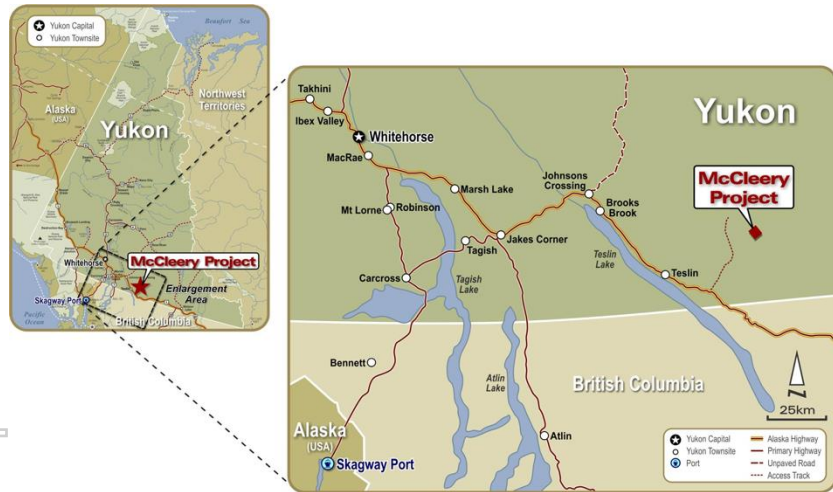 Yukon Capital
Yukon Townsite
Beaufort Sea
Alaska
(USA)
Northwest
Territories
Yukon
Whitehorse
McCleery Project
Enlargement
Area
Skagway Port
Pacific
Ocean
British Columbia
Takhini
Ibex Valley
Whitehorse
MacRae
Yukon
Marsh Lake
Johnsons
Crossing
McCleery
Project
Brooks
Brook
Mt Lorne
Robinson
Tagish
Jakes Corner
Teslin
Lake
Teslin
Carcross
Tagish
Lake
Bennett
British Columbia
Atlin
Lake
N
25km
Alaska
(USA)
Atlin
Skagway Port
Yukon Capital
Yukon Townsite
Port
Alaska Highway
Primary Highway
Unpaved Road
Access Track